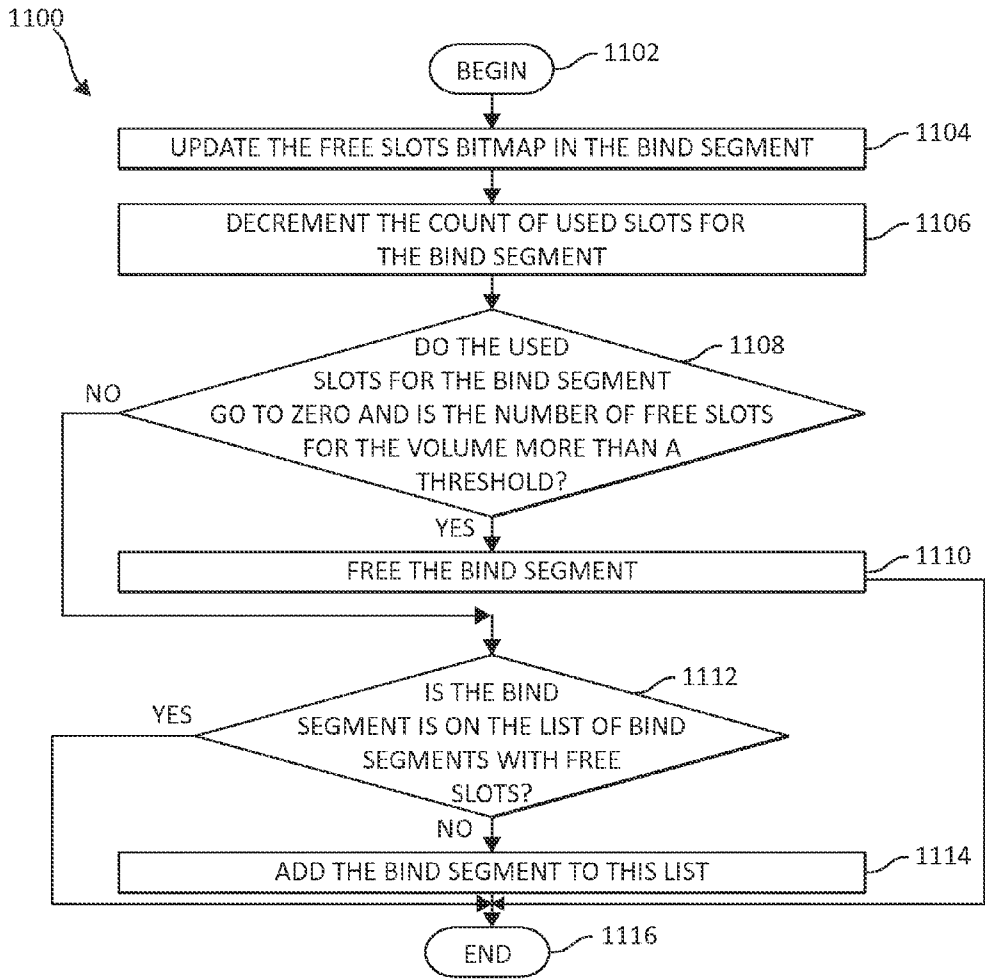 1100
BEGIN
1102
UPDATE THE FREE SLOTS BITMAP IN THE BIND SEGMENT
1104
DECREMENT THE COUNT OF USED SLOTS FOR
THE BIND SEGMENT
1106
DO THE USED
SLOTS FOR THE BIND SEGMENT
GO TO ZERO AND IS THE NUMBER OF FREE SLOTS
FOR THE VOLUME MORE THAN A
THRESHOLD?
1108
NO
YES
FREE THE BIND SEGMENT
1110
IS THE BIND
SEGMENT IS ON THE LIST OF BIND
SEGMENTS WITH FREE
SLOTS?
1112
YES
NO
ADD THE BIND SEGMENT TO THIS LIST
1114
END
1116